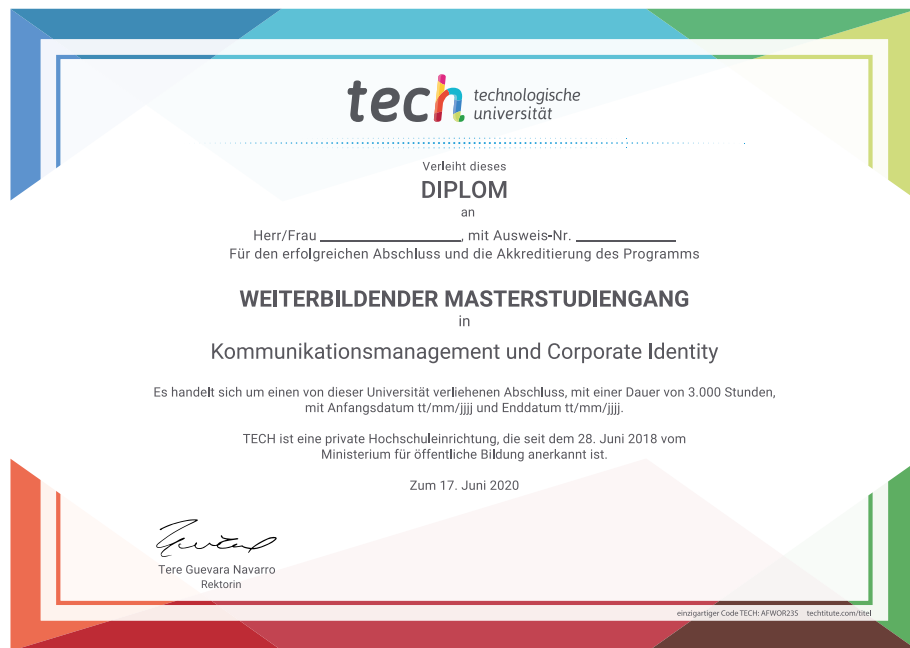 tech technologische
universität
Verleiht dieses
DIPLOM
an
Herr/Frau ____________________, mit Ausweis-Nr. ______________
Für den erfolgreichen Abschluss und die Akkreditierung des Programms
WEITERBILDENDER MASTERSTUDIENGANG
in
Kommunikationsmanagement und Corporate Identity
Es handelt sich um einen von dieser Universität verliehenen Abschluss, mit einer Dauer von 3.000 Stunden,
mit Anfangsdatum tt/mm/jjjj und Enddatum tt/mm/jjjj.
TECH ist eine private Hochschuleinrichtung, die seit dem 28. Juni 2018 vom
Ministerium für öffentliche Bildung anerkannt ist.
Zum 17. Juni 2020
Tere Guevara Navarro
Rektorin
einzigartiger Code TECH: AFWOR23S techtitute.com/titel